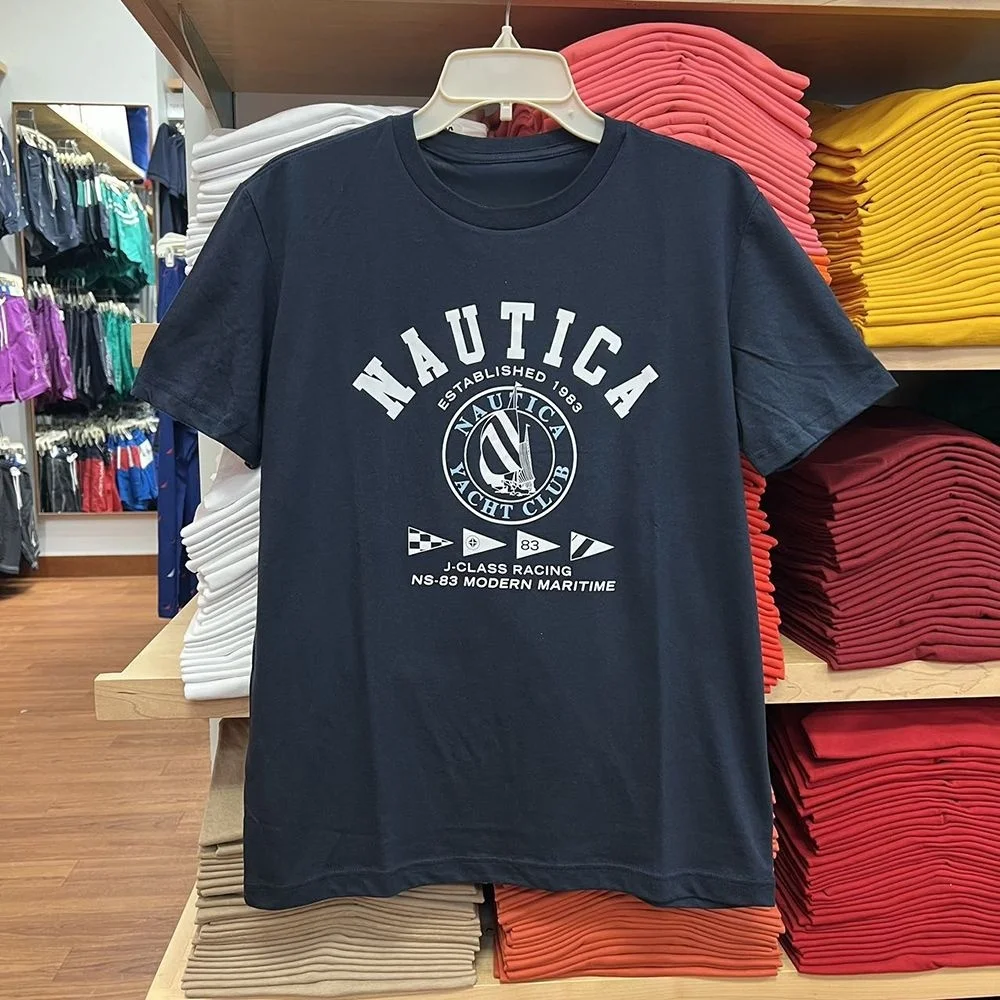 NAUTICA
ESTABLISHED 1983
NAUTICA
YACHT CLUB
83
J-CLASS RACING
NS-83 MODERN MARITIME